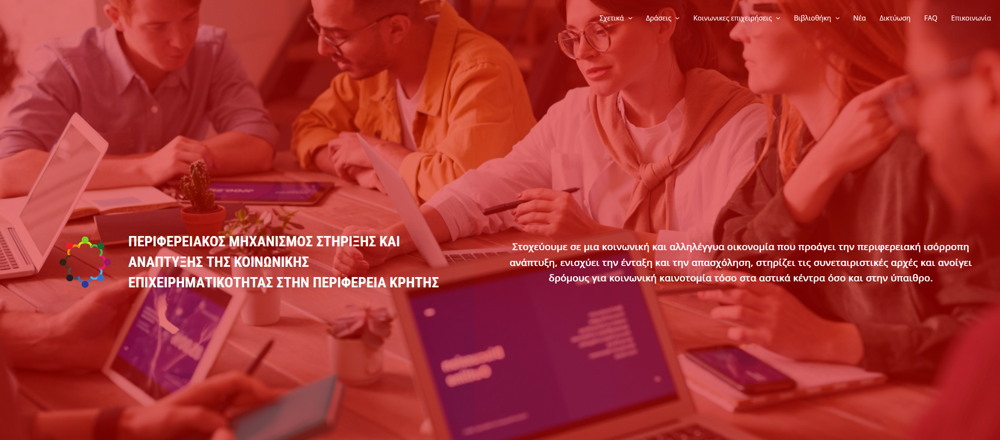 Σχετικά
Δράσεις
Κοινωνικες επιχειρήσεις
Βιβλιοθήκη
Νέα
Δικτύωση
FAQ
Επικοινωνία
ΠΕΡΙΦΕΡΕΙΑΚΟΣ ΜΗΧΑΝΙΣΜΟΣ ΣΤΗΡΙΞΗΣ ΚΑΙ
ΑΝΑΠΤΥΞΗΣ ΤΗΣ ΚΟΙΝΩΝΙΚΗΣ
ΕΠΙΧΕΙΡΗΜΑΤΙΚΟΤΗΤΑΣ ΣΤΗΝ ΠΕΡΙΦΕΡΕΙΑ ΚΡΗΤΗΣ
Στοχεύουμε σε μια κοινωνική και αλληλέγγυα οικονομία που προάγει την περιφερειακή ισόρροπη
ανάπτυξη, ενισχύει την ένταξη και την απασχόληση, στηρίζει τις συνεταιριστικές αρχές και ανοίγει
δρόμους για κοινωνική καινοτομία τόσο στα αστικά κέντρα όσο και στην ύπαιθρο.